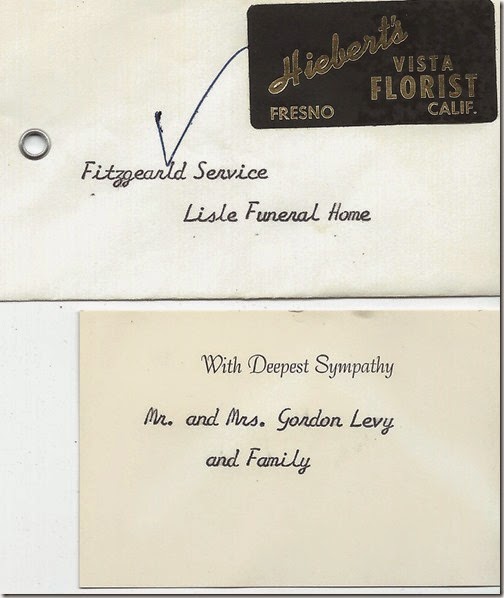 Hiebert's
VISTA
FLORIST
FRESNO CALIF.
Fitzgearld Service
Lisle Funeral Home
With Deepest Sympathy
Mr. and Mrs. Gordon Levy
and Family